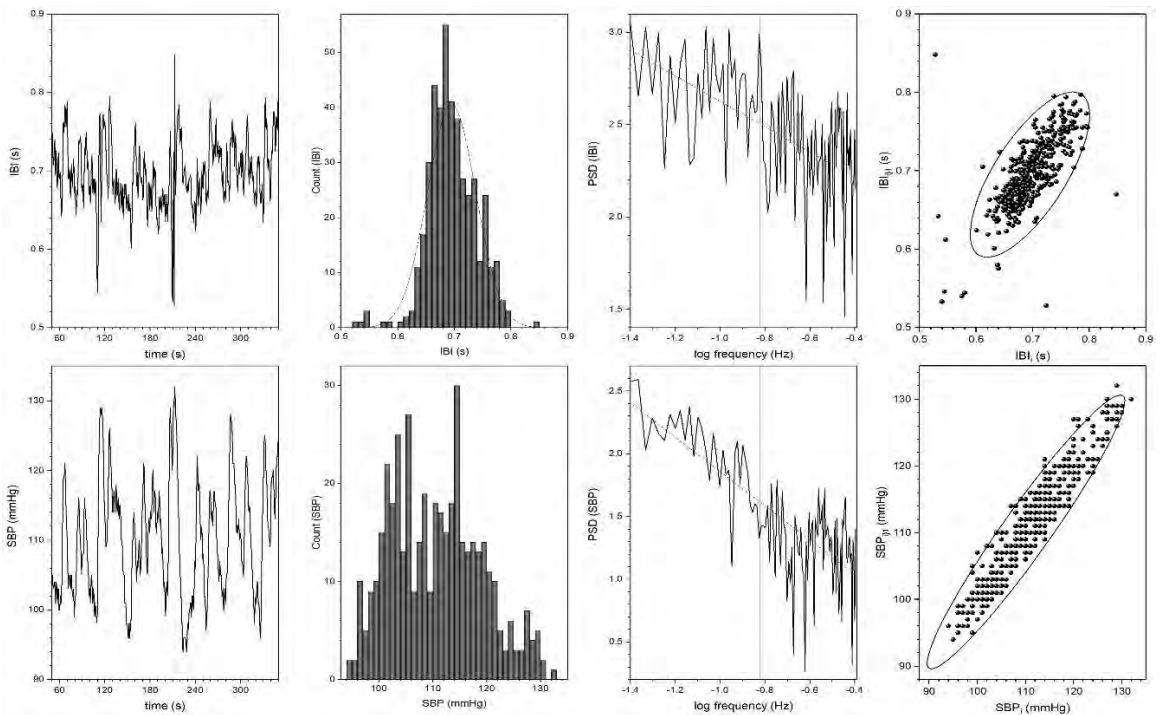 0.9
0.8
0.7
0.6
0.5
IBI (s)
60 120 180 240 300
time (s)
50
40
30
20
10
0
Count (IBI)
0.5 0.6 0.7 0.8 0.9
IBI (s)
3.0
2.5
2.0
1.5
PSD (IBI)
-1.4 -1.2 -1.0 -0.8 -0.6 -0.4
log frequency (Hz)
0.9
0.8
0.7
0.6
0.5
(s)
0.5 0.6 0.7 0.8 0.9
IBIi (s)
130
120
110
100
90
SBP (mmHg)
60 120 180 240 300
time (s)
30
20
10
0
Count (SBP)
100 110 120 130
SBP (mmHg)
2.5
2.0
1.5
1.0
0.5
PSD (SBP)
-1.4 -1.2 -1.0 -0.8 -0.6 -0.4
log frequency (Hz)
130
120
110
100
90
(mmHg)
90 100 110 120 130
SBPi (mmHg)